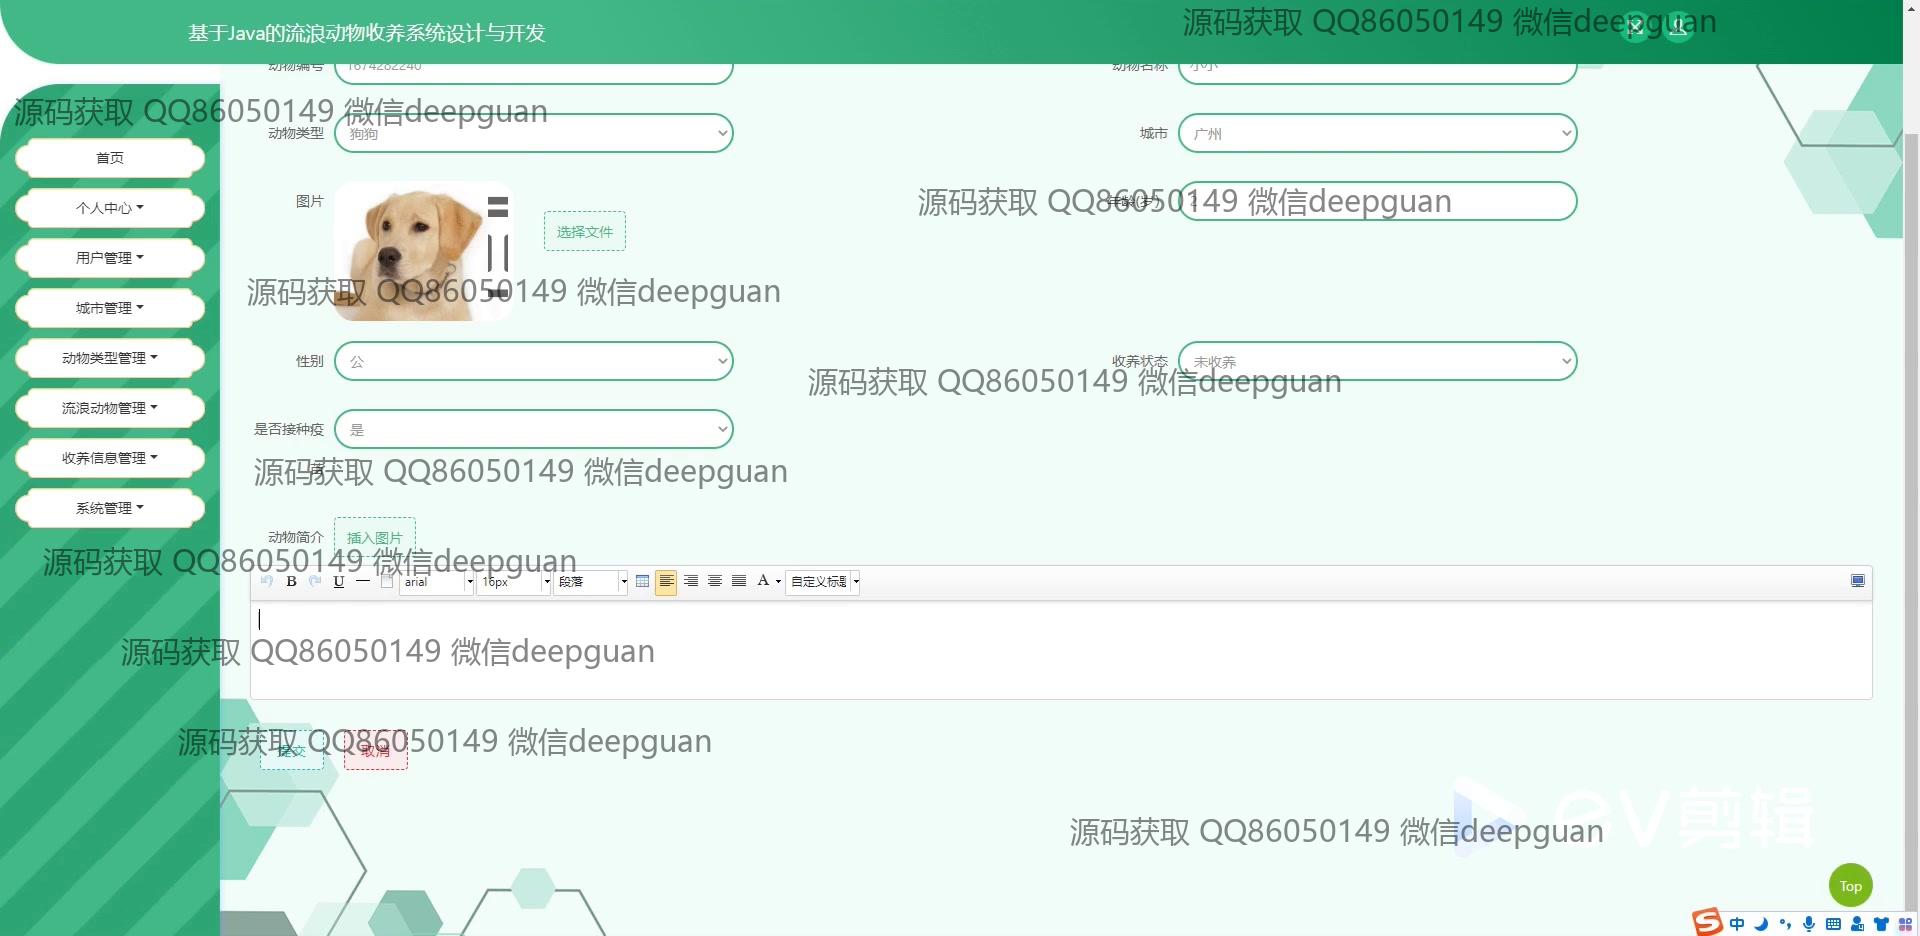 基于Java的流浪动物收养系统设计与开发
源码获取 QQ86050149 微信deepguan
动物编号 1674282240
动物名称 小小
源码获取 QQ86050149 微信deepguan
首页
个人中心
用户管理
城市管理
动物类型管理
流浪动物管理
收养信息管理
系统管理
动物类型 狗狗
城市 广州
图片
选择文件
年龄(岁) 2
源码获取 QQ86050149 微信deepguan
源码获取 QQ86050149 微信deepguan
性别 公
收养状态 未收养
源码获取 QQ86050149 微信deepguan
是否接种疫
源码获取 QQ86050149 微信deepguan
是
动物简介 插入图片
源码获取 QQ86050149 微信deepguan
B U arial 16px 段落 A 自定义标题
源码获取 QQ86050149 微信deepguan
源码获取 QQ86050149 微信deepguan
提交 取消
EV剪辑
源码获取 QQ86050149 微信deepguan
Top
S 中